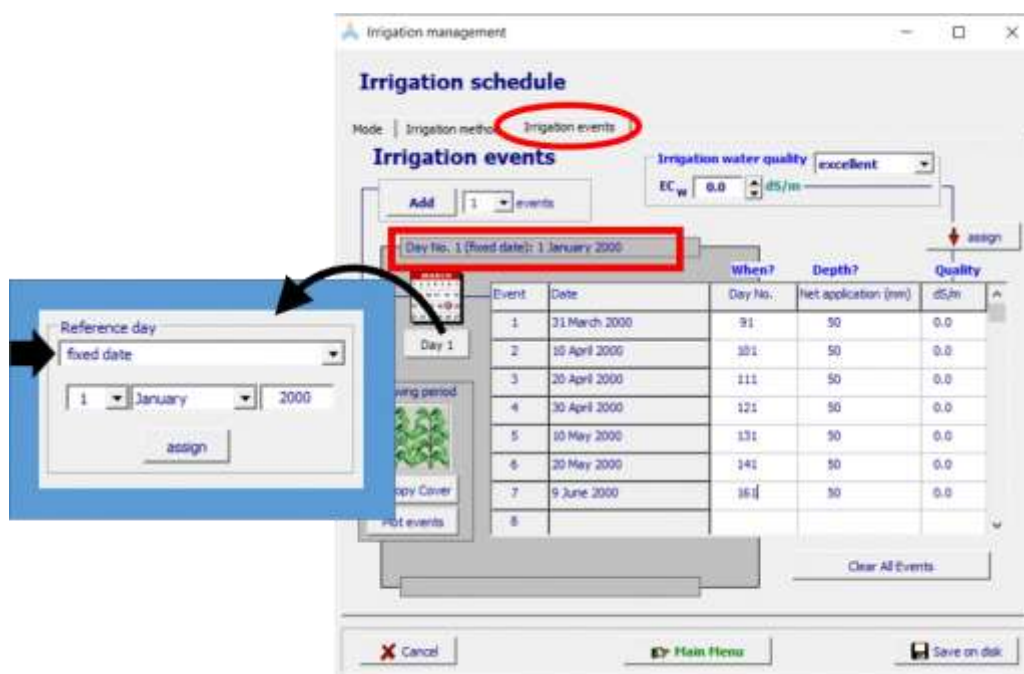 Irrigation management
Irrigation schedule
Mode
Irrigation metho
Irrigation events
Irrigation events
Irrigation water quality
excellent
EC w 0.0 dS/m
Add 1 events
assign
Day No. 1 (fixed date): 1 January 2000
MARCH
Day 1
When? Depth? Quality
Event Date Day No. Net application (mm) dS/m
1 31 March 2000 91 50 0.0
2 10 April 2000 101 50 0.0
3 20 April 2000 111 50 0.0
4 30 April 2000 121 50 0.0
5 10 May 2000 131 50 0.0
6 20 May 2000 141 50 0.0
7 9 June 2000 161 50 0.0
8
Reference day
fixed date
1 January 2000
assign
wing period
opy Cover
Plot events
Clear All Events
Cancel
Main Menu
Save on disk